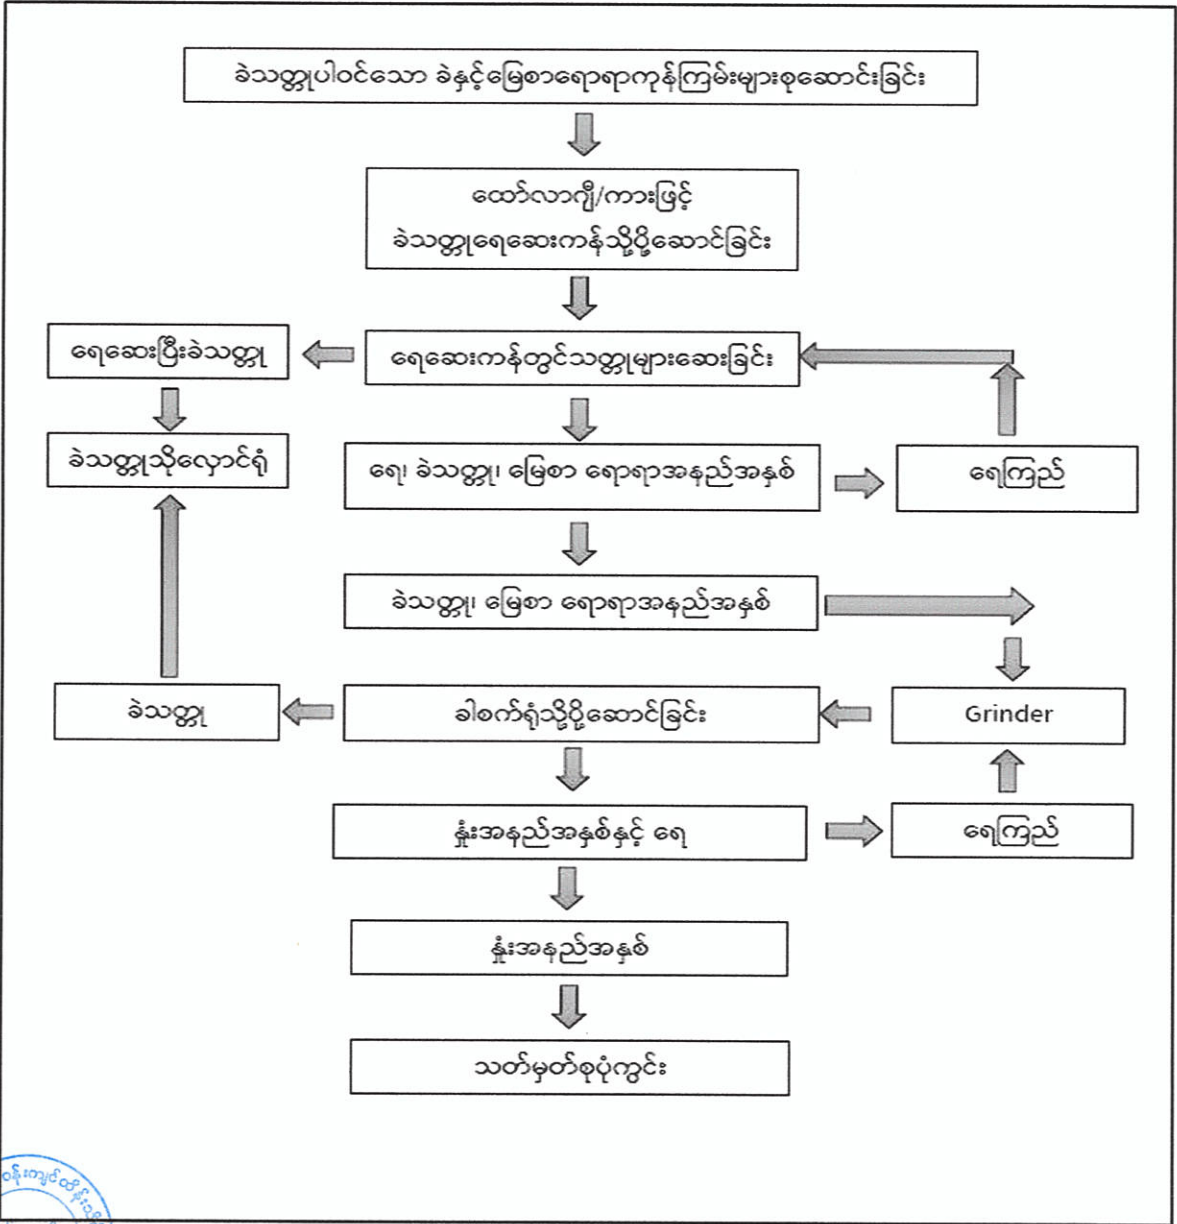 ခဲသတ္တုပါဝင်သော ခဲနှင့်မြေစာရောရာကုန်ကြမ်းများစုဆောင်းခြင်း
ထော်လာဂျီ/ကားဖြင့်
ခဲသတ္တုရေဆေးကန်သို့ပို့ဆောင်ခြင်း
ရေဆေးပြီးခဲသတ္တု
ရေဆေးကန်တွင်သတ္တုများဆေးခြင်း
ခဲသတ္တုသိုလှောင်ရုံ
ရေ၊ ခဲသတ္တု၊ မြေစာ ရောရာအနည်အနှစ်
ရေကြည်
ခဲသတ္တု၊ မြေစာ ရောရာအနည်အနှစ်
ခဲသတ္တု
ခါစက်ရုံသို့ပို့ဆောင်ခြင်း
Grinder
နှုံးအနည်အနှစ်နှင့် ရေ
ရေကြည်
နှုံးအနည်အနှစ်
သတ်မှတ်စုပုံကွင်း
ဝန်းကျင်ထိန်းသိ